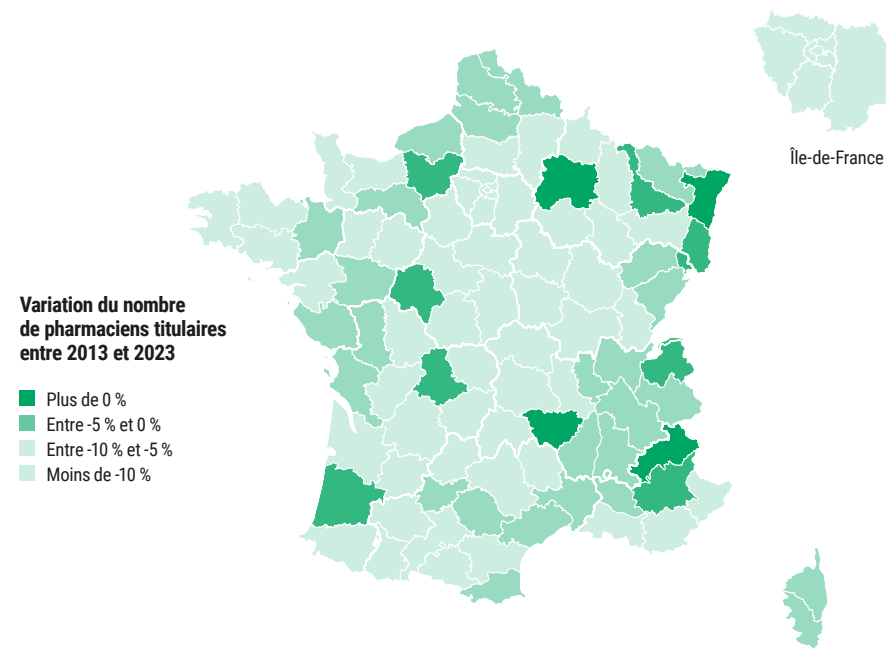 Île-de-France
Variation du nombre
de pharmaciens titulaires
entre 2013 et 2023
Plus de 0 %
Entre -5 % et 0 %
Entre -10 % et -5 %
Moins de -10 %